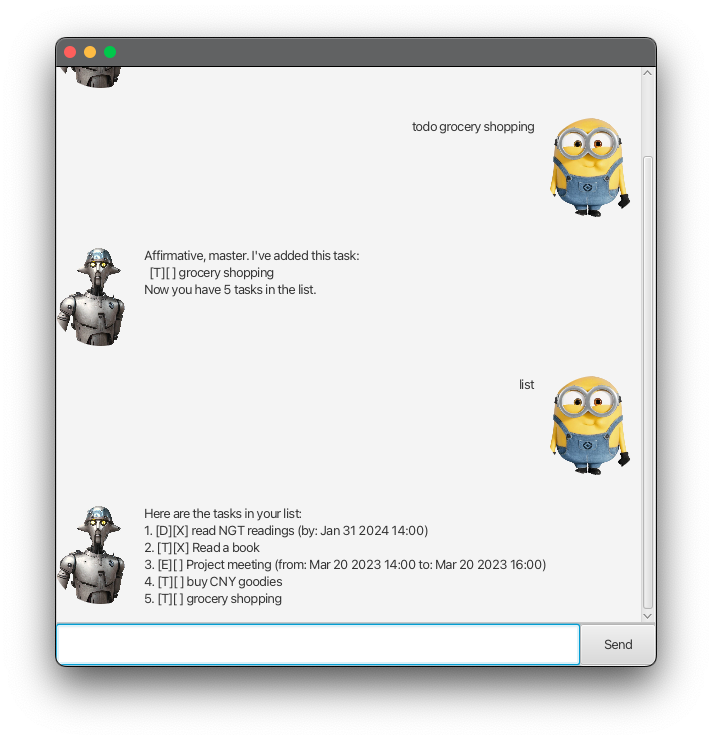 todo grocery shopping
Affirmative, master. I've added this task:
[T][ ] grocery shopping
Now you have 5 tasks in the list.
list
Here are the tasks in your list:
1. [D][X] read NGT readings (by: Jan 31 2024 14:00)
2. [T][X] Read a book
3. [E][ ] Project meeting (from: Mar 20 2023 14:00 to: Mar 20 2023 16:00)
4. [T][ ] buy CNY goodies
5. [T][ ] grocery shopping
Send